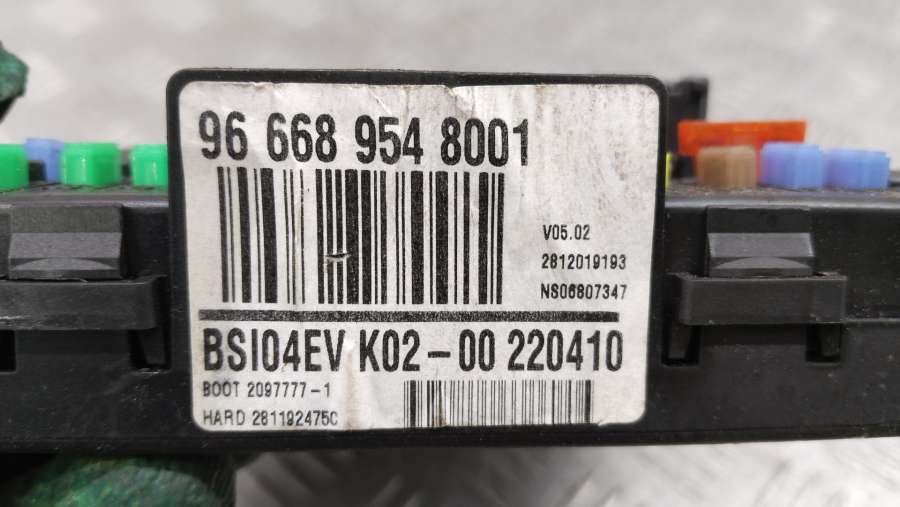 96 668 954 8001
V05.02
2812019193
NS06807347
BSI04EV K02-00 220410
BOOT 2097777-1
HARD 281192475C